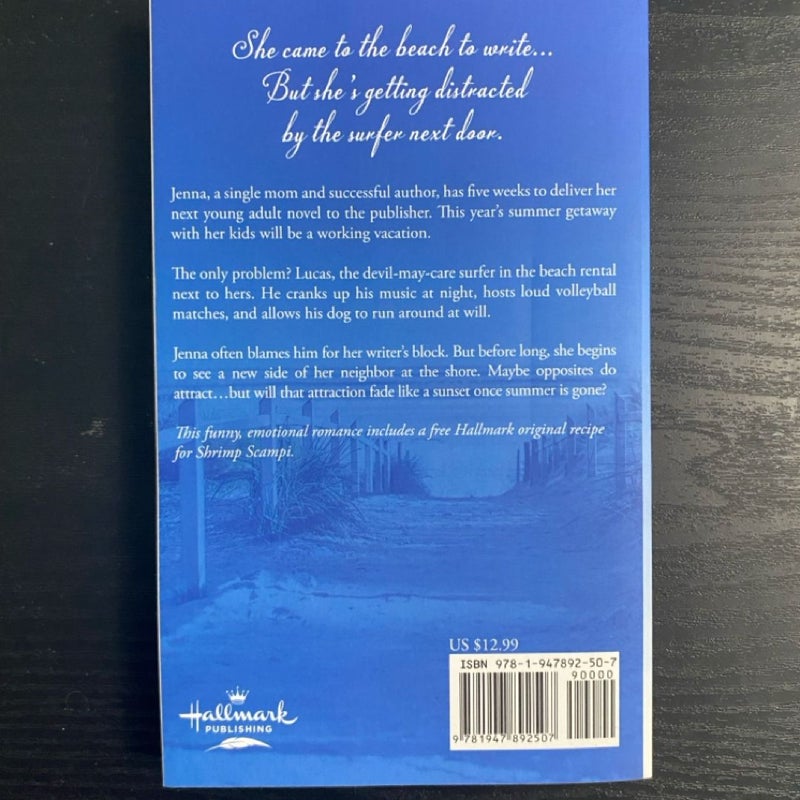 She came to the beach to write...
But she's getting distracted
by the surfer next door.
Jenna, a single mom and successful author, has five weeks to deliver her
next young adult novel to the publisher. This year's summer getaway
with her kids will be a working vacation.
The only problem? Lucas, the devil-may-care surfer in the beach rental
next to hers. He cranks up his music at night, hosts loud volleyball
matches, and allows his dog to run around at will.
Jenna often blames him for her writer's block. But before long, she begins
to see a new side of her neighbor at the shore. Maybe opposites do
attract...but will that attraction fade like a sunset once summer is gone?
This funny, emotional romance includes a free Hallmark original recipe
for Shrimp Scampi.
US $12.99
ISBN 978-1-947892-50-7
90000
9 781947 892507
Hallmark
PUBLISHING